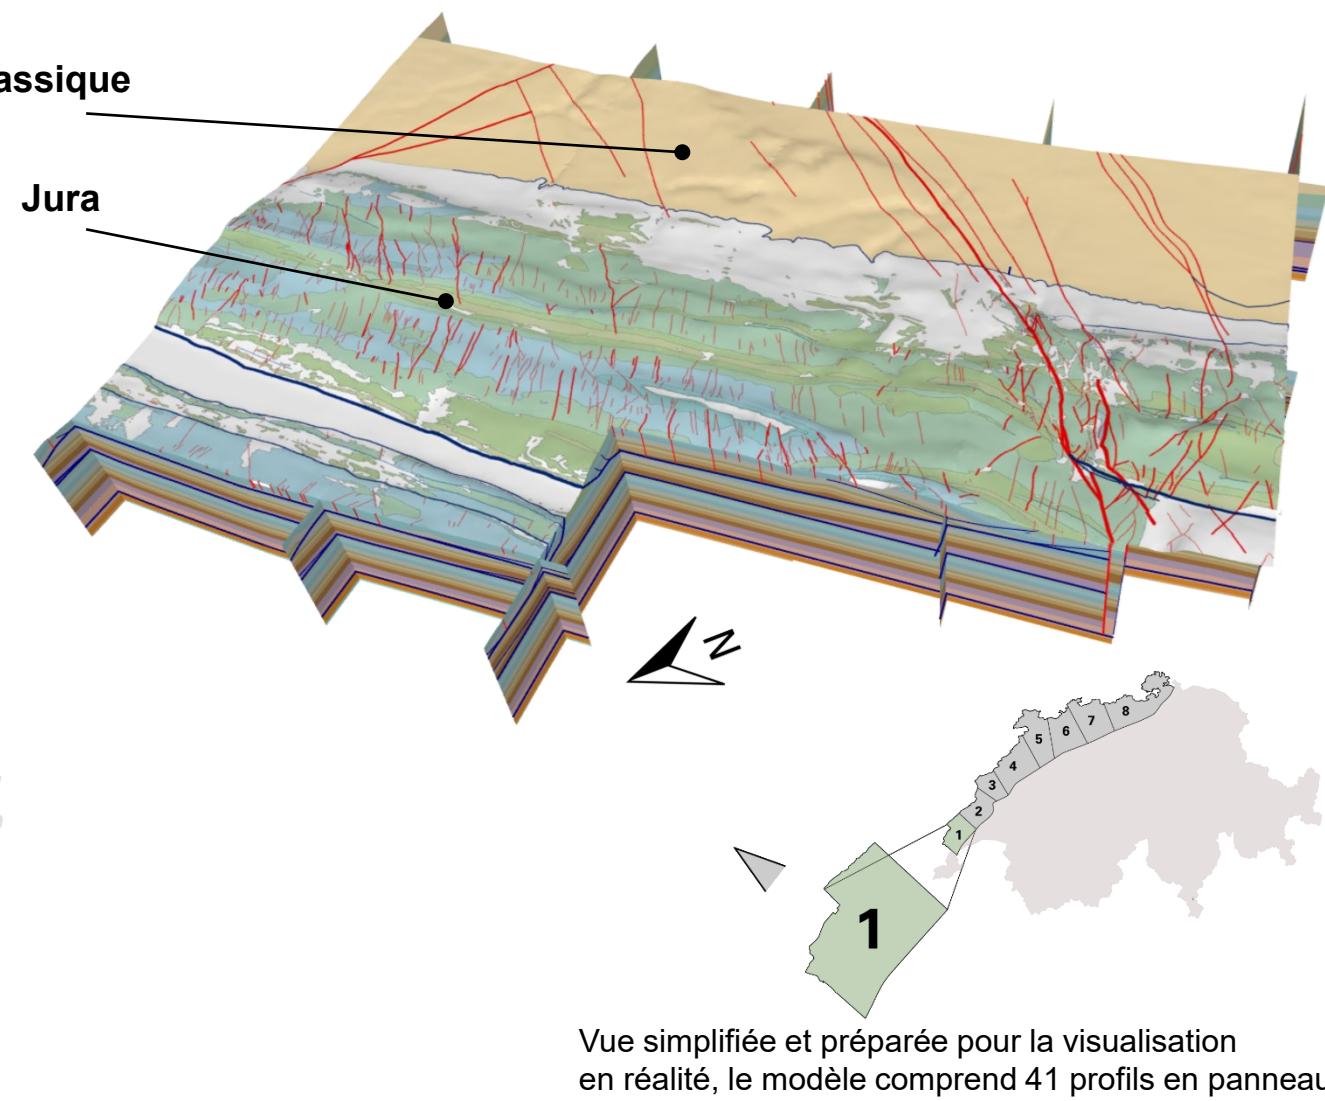 assique
Jura
N
5
6
7
8
4
3
2
1
1
Vue simplifiée et préparée pour la visualisation
en réalité, le modèle comprend 41 profils en panneau